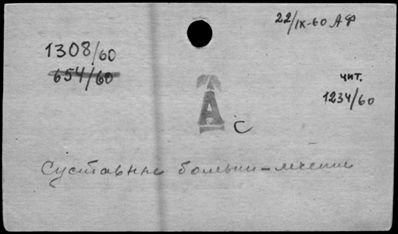 22/IX-60 АФ
1308/60
654/60
чит.
1234/60
А с
Суставные болезни-лечение